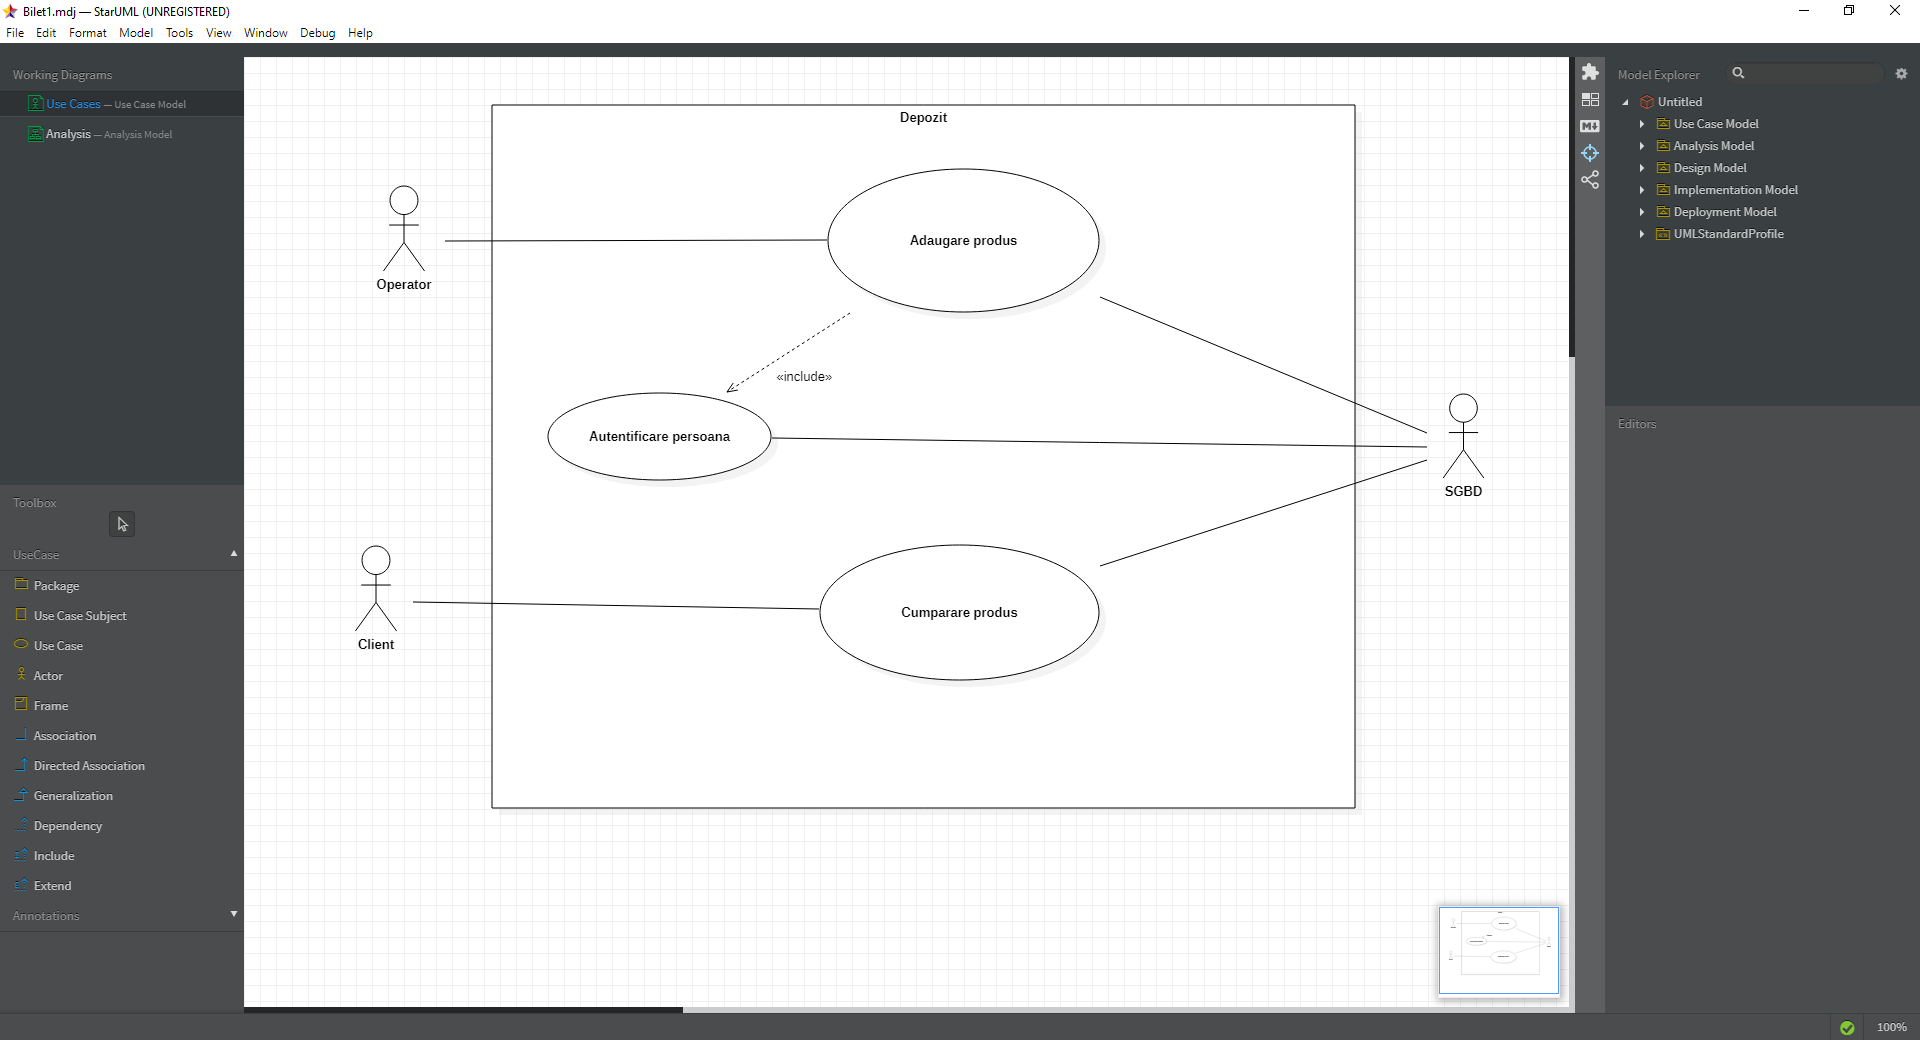 Bilet1.mdj — StarUML (UNREGISTERED)
File Edit Format Model Tools View Window Debug Help
Working Diagrams
Use Cases — Use Case Model
Analysis — Analysis Model
Toolbox
UseCase
Package
Use Case Subject
Use Case
Actor
Frame
Association
Directed Association
Generalization
Dependency
Include
Extend
Annotations
Depozit
Operator
Adaugare produs
«include»
Autentificare persoana
SGBD
Client
Cumparare produs
M
Model Explorer
Untitled
Use Case Model
Analysis Model
Design Model
Implementation Model
Deployment Model
UMLStandardProfile
Editors
100%